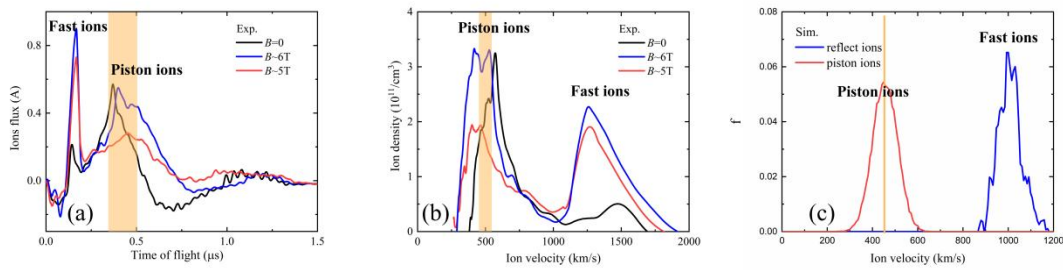 Fast ions
Exp.
B=0
B~6T
B~5T
Piston ions
Ions flux (A)
0.8
0.4
0.0
(a)
0.0 0.5 1.0 1.5
Time of flight (μs)
Piston ions
Exp.
B=0
B~6T
B~5T
Fast ions
Ion density (10¹¹/cm³)
5
4
3
2
1
0
(b)
0 500 1000 1500 2000
Ion velocity (km/s)
Sim.
reflect ions
piston ions
Fast ions
Piston ions
f
0.08
0.06
0.04
0.02
0.00
(c)
0 200 400 600 800 1000 1200
Ion velocity (km/s)